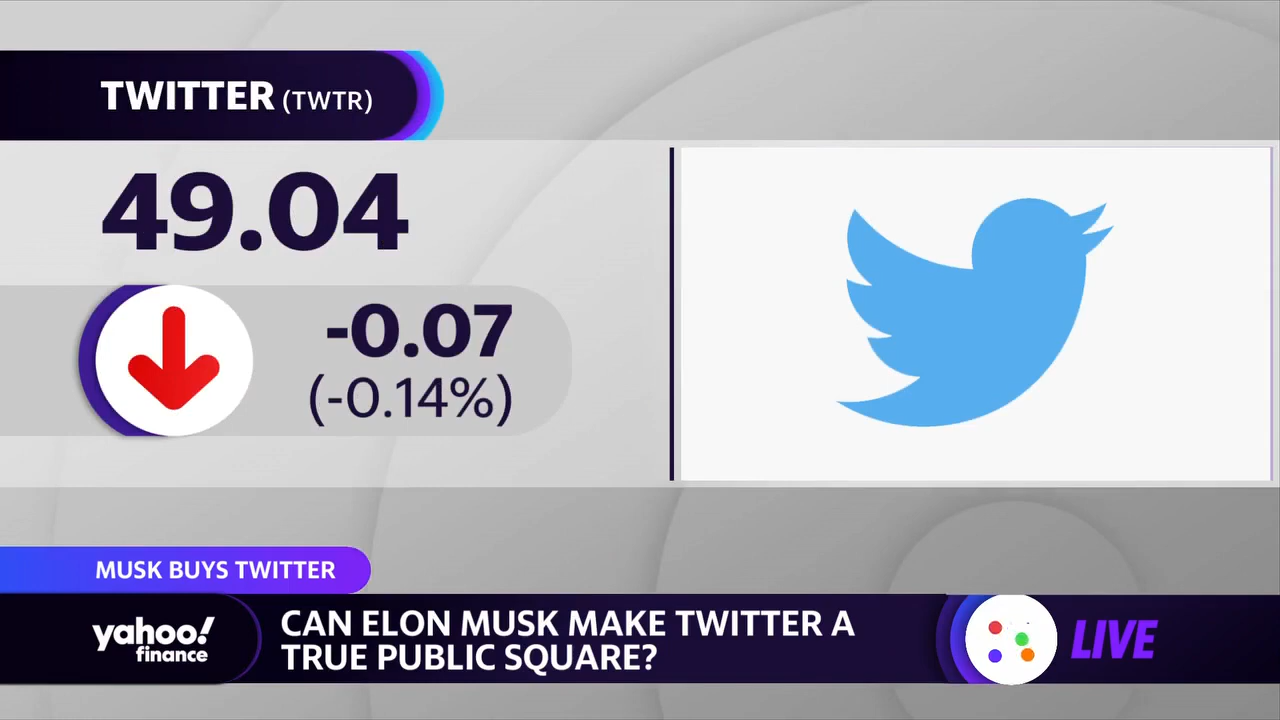 TWITTER (TWTR)
49.04
-0.07
(-0.14%)
MUSK BUYS TWITTER
yahoo!
finance
CAN ELON MUSK MAKE TWITTER A
TRUE PUBLIC SQUARE?
LIVE